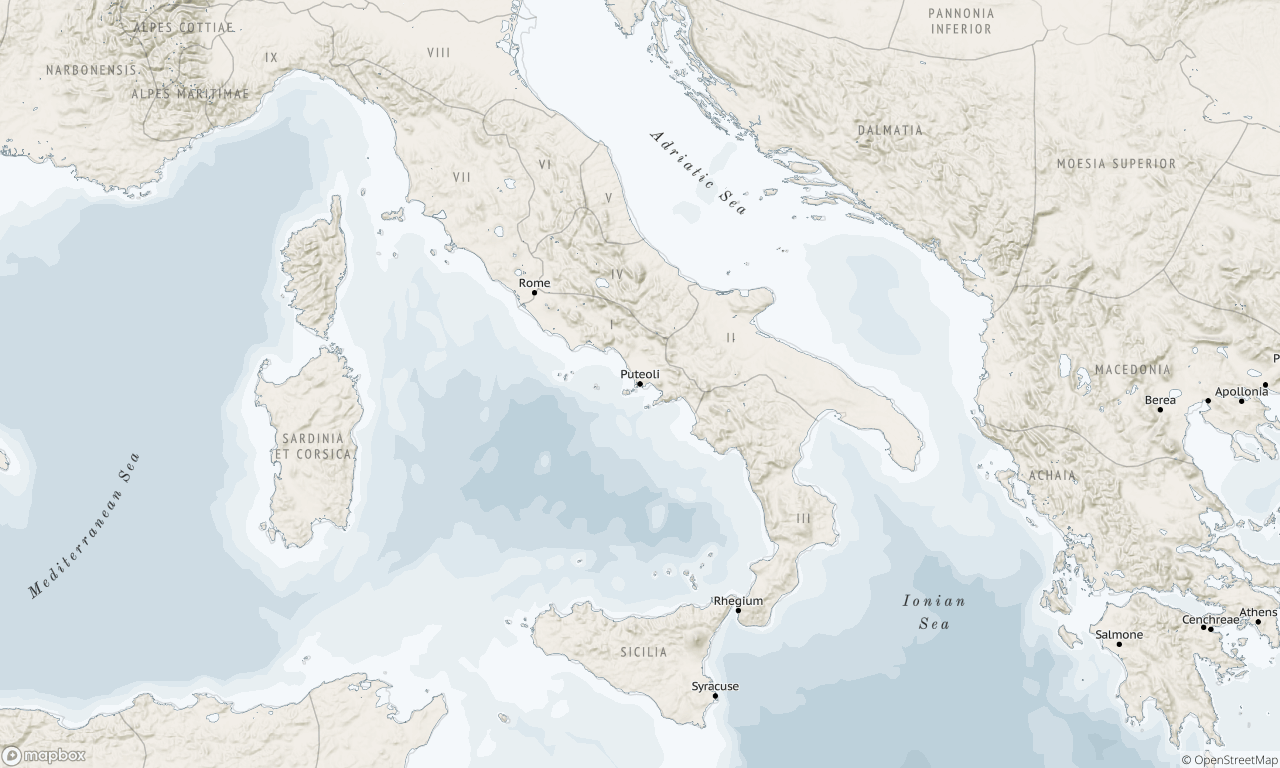 PANNONIA
INFERIOR
ALPES COTTIAE
VIII
IX
NARBONENSIS
ALPES MARITIMAE
DALMATIA
Adriatic Sea
MOESIA SUPERIOR
VI
VII
V
IV
Rome
I
II
Puteoli
MACEDONIA
P
Apollonia
Berea
SARDINIA
ET CORSICA
Mediterranean Sea
ACHAIA
III
Ionian
Sea
Rhegium
Athens
Cenchreae
Salmone
SICILIA
Syracuse
mapbox
© OpenStreetMap